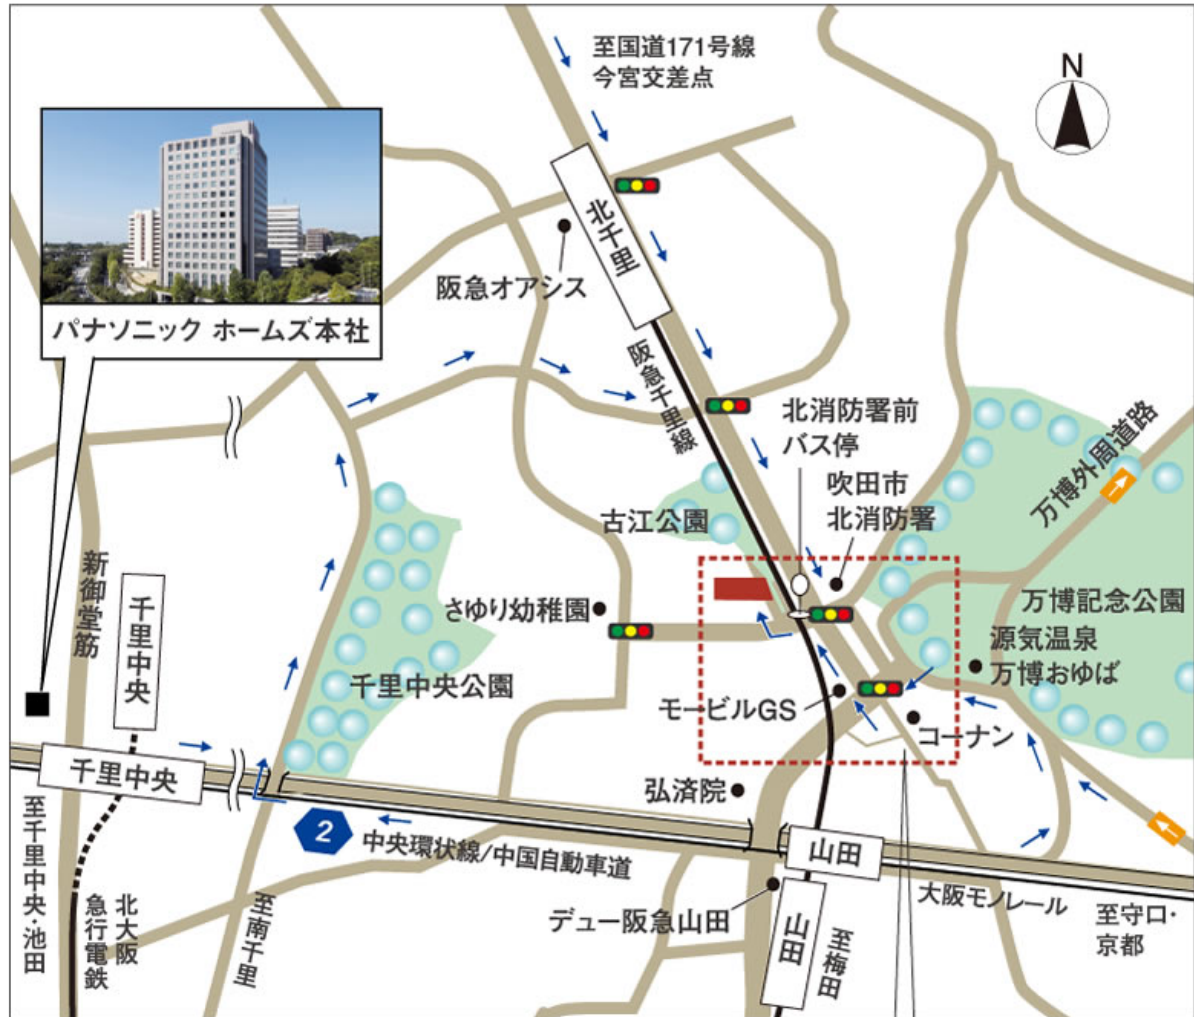 至国道171号線
今宮交差点
N
北千里
阪急オアシス
パナソニック ホームズ本社
阪急千里線
北消防署前
バス停
吹田市
北消防署
万博外周道路
古江公園
新御堂筋
千里中央
さゆり幼稚園
千里中央公園
万博記念公園
源気温泉
万博おゆば
モービルGS
コーナン
千里中央
弘済院
2
中央環状線/中国自動車道
山田
大阪モノレール
至千里中央・池田
北大阪
急行電鉄
至南千里
デュー阪急山田
山田
至梅田
至守口・
京都